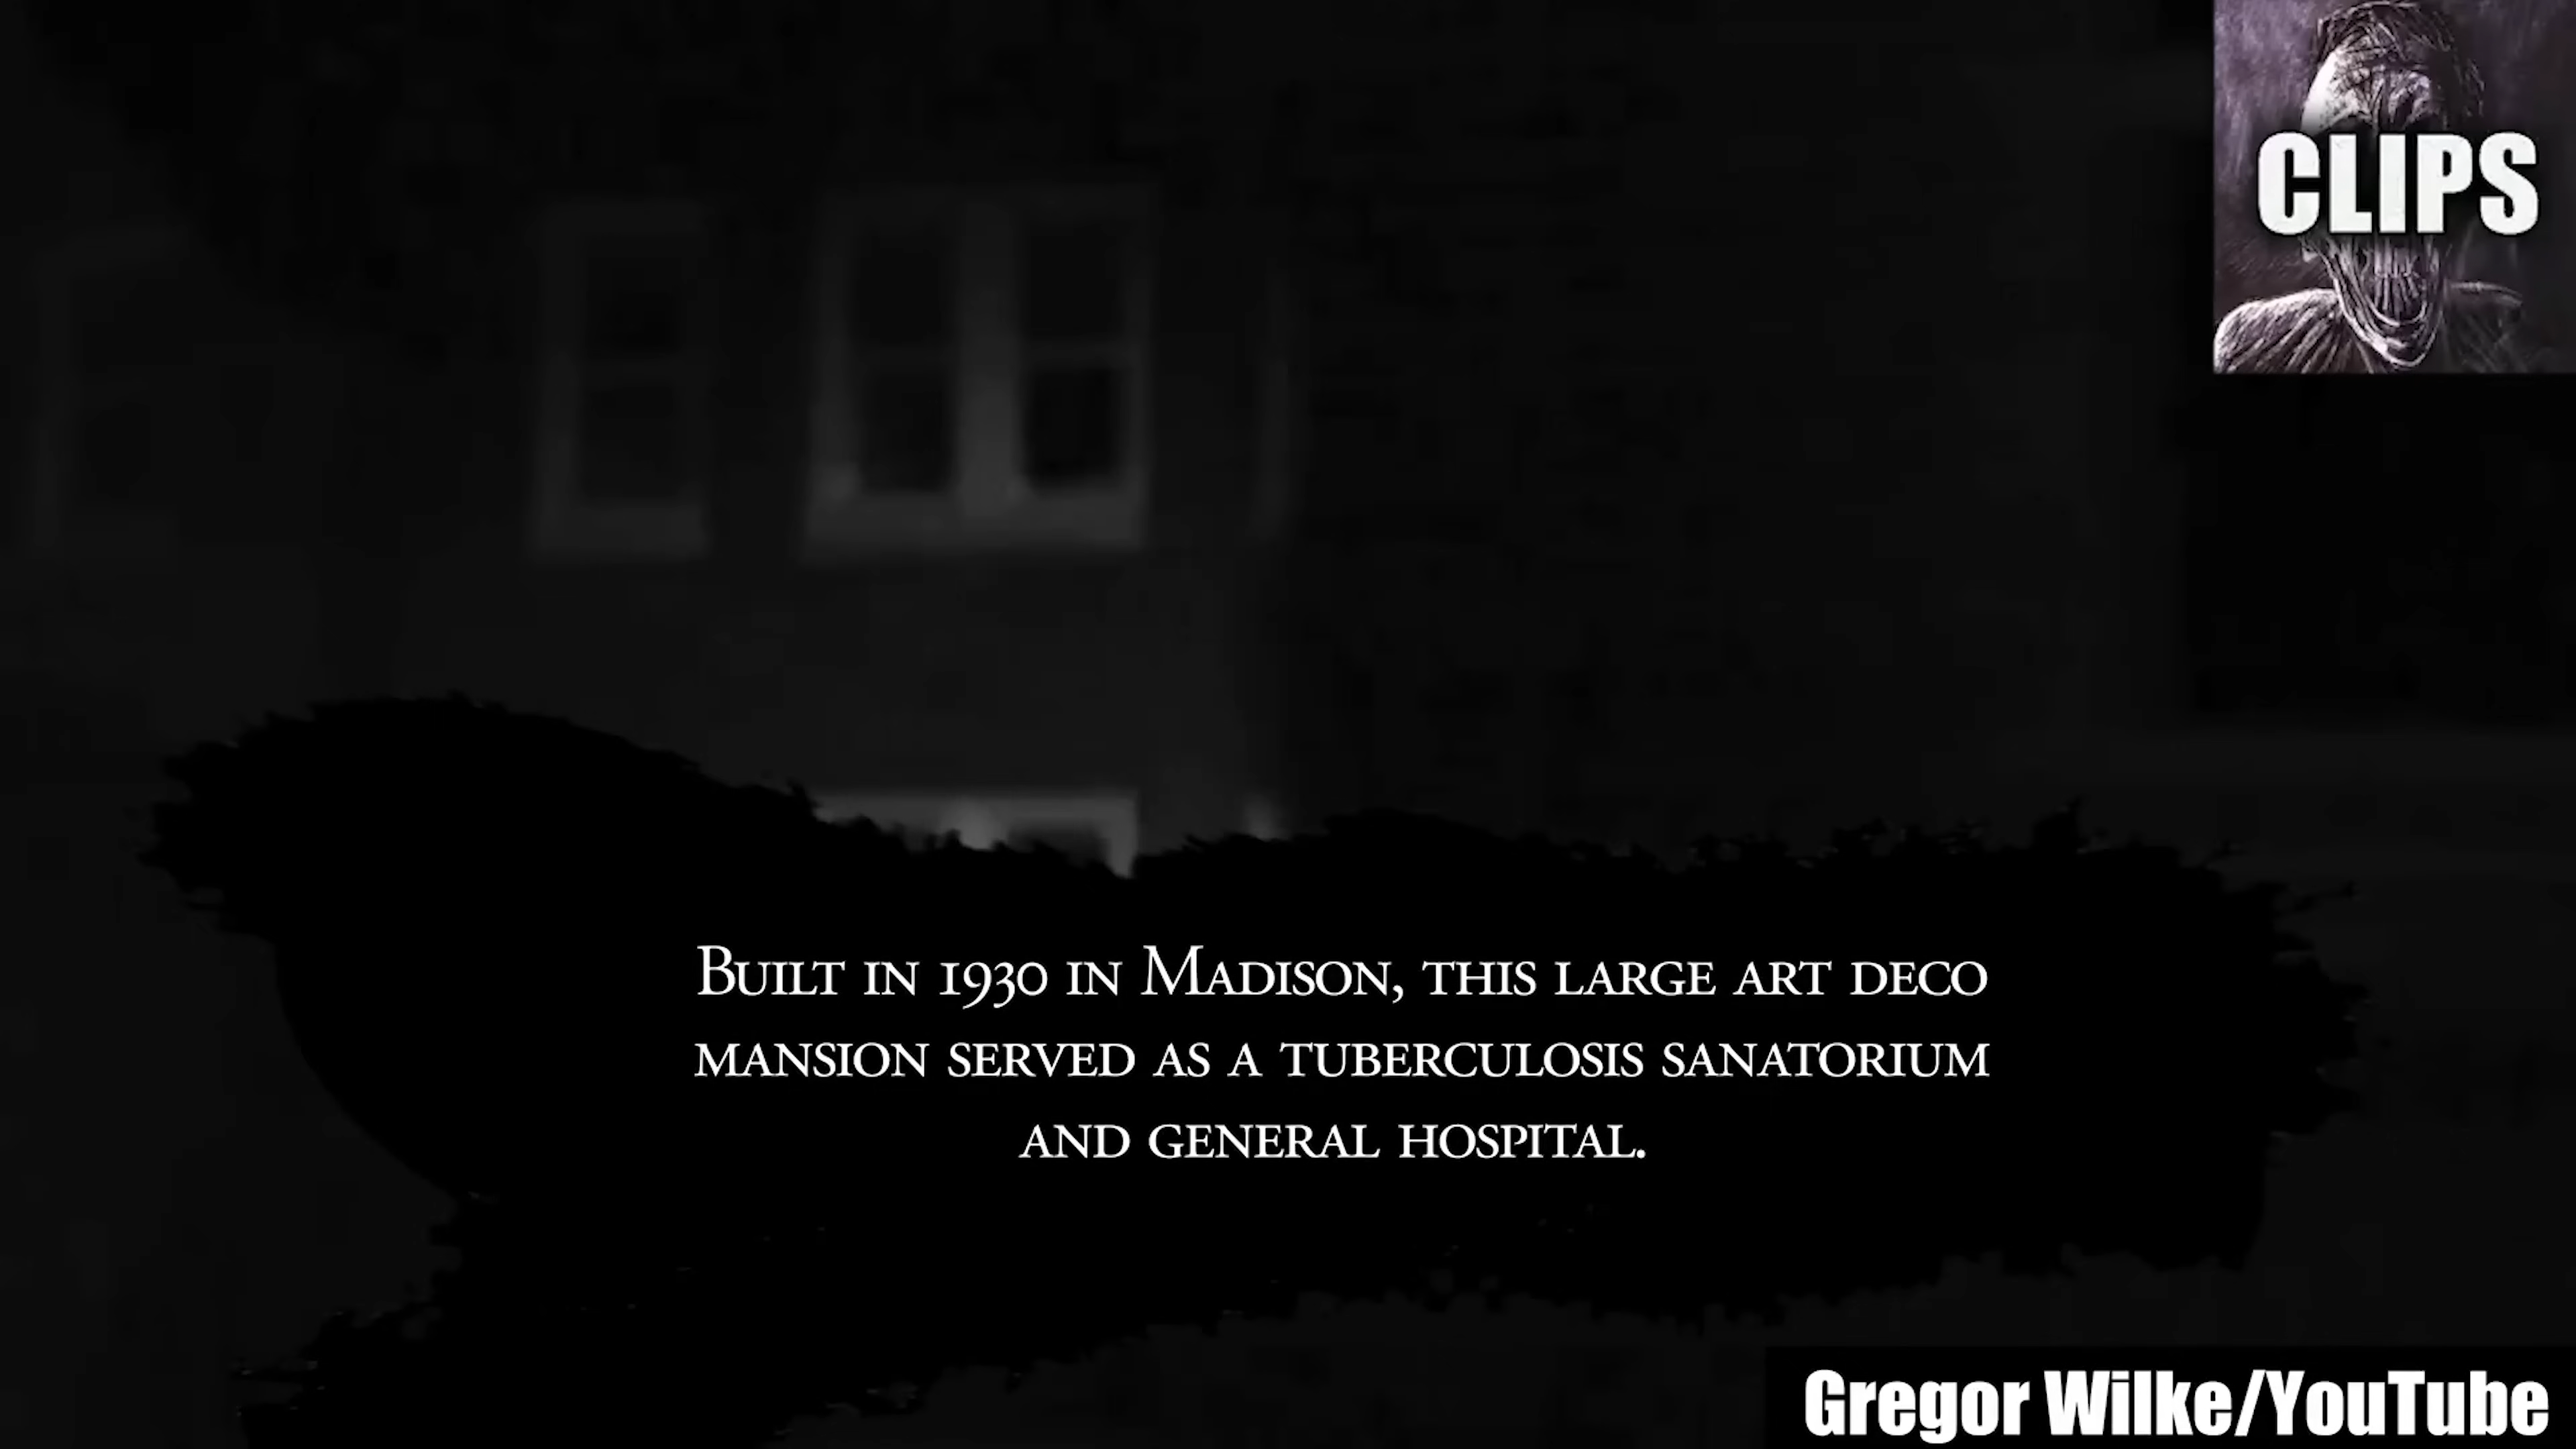 CLIPS
Built in 1930 in Madison, this large art deco
mansion served as a tuberculosis sanatorium
and general hospital.
Gregor Wilke/YouTube